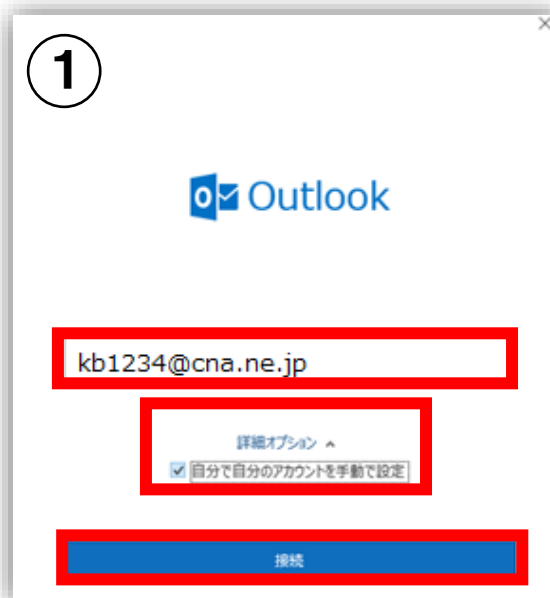 ①
Outlook
kb1234@cna.ne.jp
詳細オプション
自分で自分のアカウントを手動で設定
接続